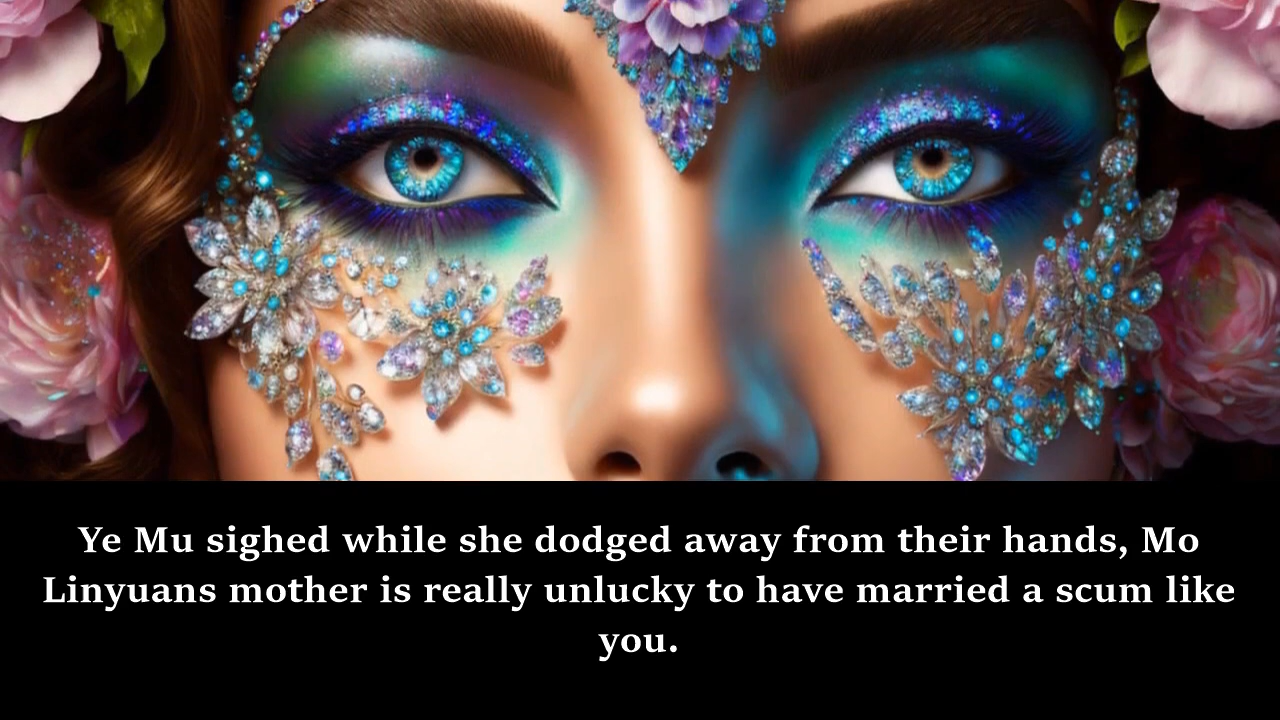 Ye Mu sighed while she dodged away from their hands, Mo
Linyuans mother is really unlucky to have married a scum like
you.